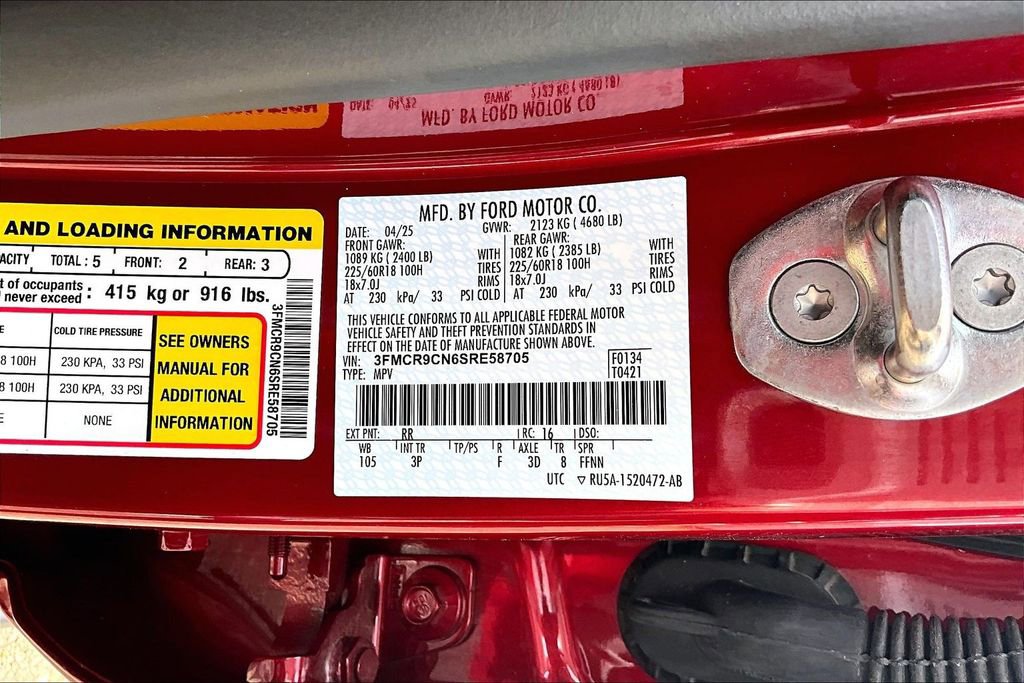 AND LOADING INFORMATION
TOTAL : 5 FRONT: 2 REAR: 3
of occupants
never exceed : 415 kg or 916 lbs.
COLD TIRE PRESSURE
100H 230 KPA, 33 PSI
100H 230 KPA, 33 PSI
NONE
SEE OWNERS
MANUAL FOR
ADDITIONAL
INFORMATION
3FMCR9CN6SRE58705
MFD. BY FORD MOTOR CO.
DATE: 04/25 GVWR: 2123 KG ( 4680 LB)
FRONT GAWR: REAR GAWR:
1089 KG ( 2400 LB) WITH 1082 KG ( 2385 LB) WITH
225/60R18 100H TIRES 225/60R18 100H TIRES
18x7.0J RIMS 18x7.0J RIMS
AT 230 kPa/ 33 PSI COLD AT 230 kPa/ 33 PSI COLD
THIS VEHICLE CONFORMS TO ALL APPLICABLE FEDERAL MOTOR
VEHICLE SAFETY AND THEFT PREVENTION STANDARDS IN
EFFECT ON THE DATE OF MANUFACTURE SHOWN ABOVE.
VIN: 3FMCR9CN6SRE58705 F0134
TYPE: MPV T0421
EXT PNT: RR RC: 16 DSO:
WB INT TR TP/PS R AXLE TR SPR
105 3P F 3D 8 FFNN
UTC ▽ RU5A-1520472-AB